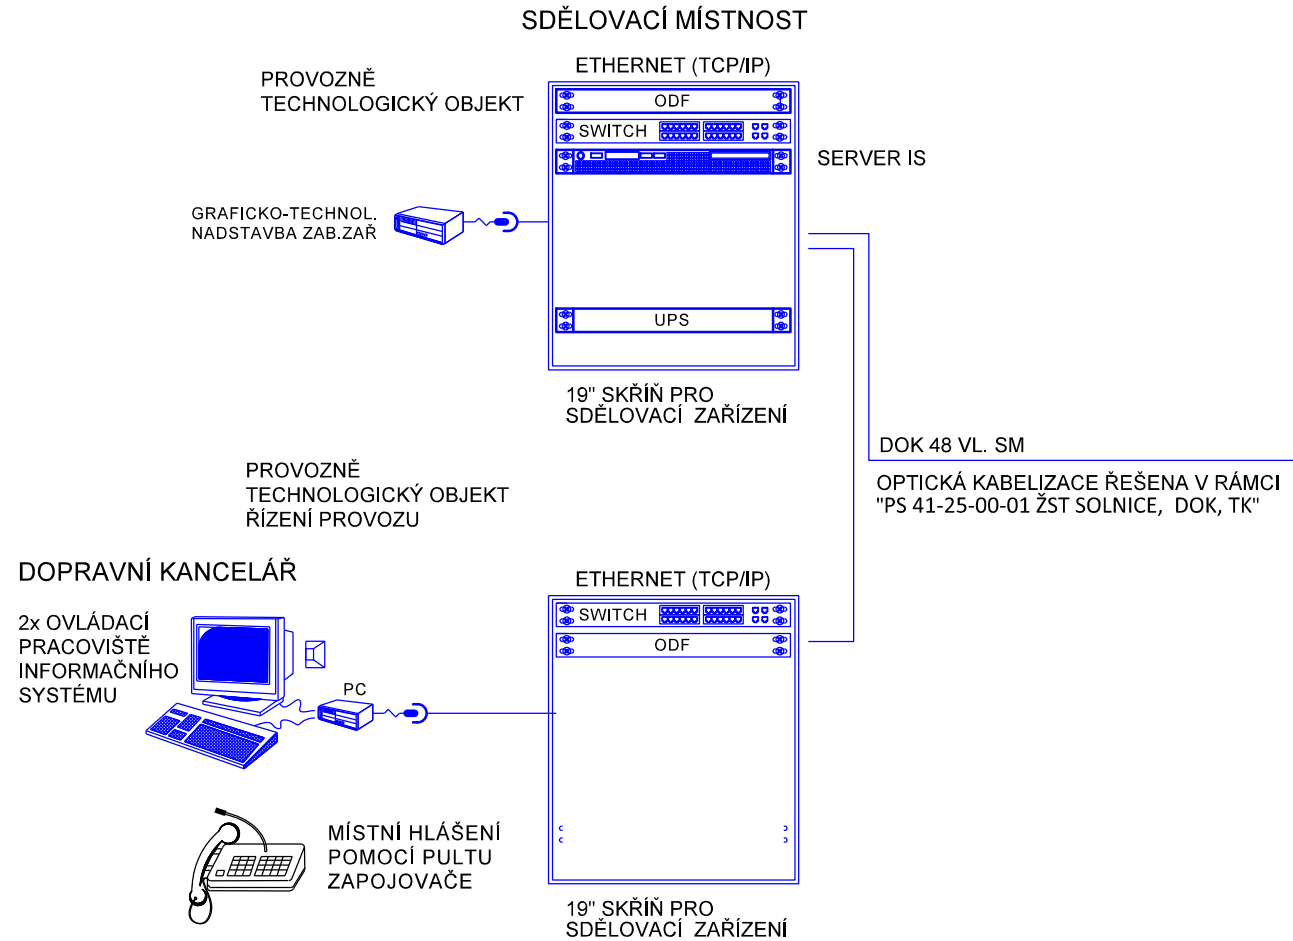 SDĚLOVACÍ MÍSTNOST
ETHERNET (TCP/IP)
PROVOZNĚ
TECHNOLOGICKÝ OBJEKT
ODF
SWITCH
SERVER IS
GRAFICKO-TECHNOL.
NADSTAVBA ZAB.ZAŘ
UPS
19" SKŘÍŇ PRO
SDĚLOVACÍ ZAŘÍZENÍ
DOK 48 VL. SM
OPTICKÁ KABELIZACE ŘEŠENA V RÁMCI
"PS 41-25-00-01 ŽST SOLNICE, DOK, TK"
PROVOZNĚ
TECHNOLOGICKÝ OBJEKT
ŘÍZENÍ PROVOZU
DOPRAVNÍ KANCELÁŘ
2x OVLÁDACÍ
PRACOVIŠTĚ
INFORMAČNÍHO
SYSTÉMU
PC
ETHERNET (TCP/IP)
SWITCH
ODF
MÍSTNÍ HLÁŠENÍ
POMOCÍ PULTU
ZAPOJOVAČE
19" SKŘÍŇ PRO
SDĚLOVACÍ ZAŘÍZENÍ